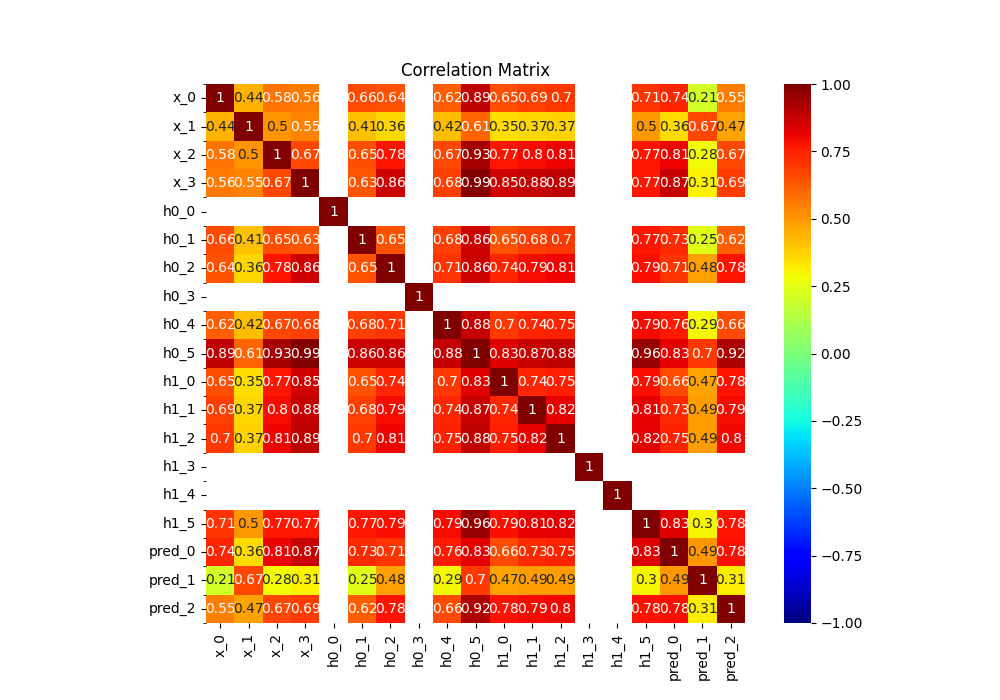 Correlation Matrix
x_0 1 0.44 0.58 0.56 0.66 0.64 0.62 0.89 0.65 0.69 0.7 0.71 0.74 0.21 0.55
x_1 0.44 1 0.5 0.55 0.41 0.36 0.42 0.61 0.35 0.37 0.37 0.5 0.36 0.67 0.47
x_2 0.58 0.5 1 0.67 0.65 0.78 0.67 0.93 0.77 0.8 0.81 0.77 0.81 0.28 0.67
x_3 0.56 0.55 0.67 1 0.63 0.86 0.68 0.99 0.85 0.88 0.89 0.77 0.87 0.31 0.69
h0_0 1
h0_1 0.66 0.41 0.65 0.63 1 0.65 0.68 0.86 0.65 0.68 0.7 0.77 0.73 0.25 0.62
h0_2 0.64 0.36 0.78 0.86 0.65 1 0.71 0.86 0.74 0.79 0.81 0.79 0.71 0.48 0.78
h0_3 1
h0_4 0.62 0.42 0.67 0.68 0.68 0.71 1 0.88 0.7 0.74 0.75 0.79 0.76 0.29 0.66
h0_5 0.89 0.61 0.93 0.99 0.86 0.86 0.88 1 0.83 0.87 0.88 0.96 0.83 0.7 0.92
h1_0 0.65 0.35 0.77 0.85 0.65 0.74 0.7 0.83 1 0.74 0.75 0.79 0.66 0.47 0.78
h1_1 0.69 0.37 0.8 0.88 0.68 0.79 0.74 0.87 0.74 1 0.82 0.81 0.73 0.49 0.79
h1_2 0.7 0.37 0.81 0.89 0.7 0.81 0.75 0.88 0.75 0.82 1 0.82 0.75 0.49 0.8
h1_3 1
h1_4 1
h1_5 0.71 0.5 0.77 0.77 0.77 0.79 0.79 0.96 0.79 0.81 0.82 1 0.83 0.3 0.78
pred_0 0.74 0.36 0.81 0.87 0.73 0.71 0.76 0.83 0.66 0.73 0.75 0.83 1 0.49 0.78
pred_1 0.21 0.67 0.28 0.31 0.25 0.48 0.29 0.7 0.47 0.49 0.49 0.3 0.49 1 0.31
pred_2 0.55 0.47 0.67 0.69 0.62 0.78 0.66 0.92 0.78 0.79 0.8 0.78 0.78 0.31 1
x_0 x_1 x_2 x_3 h0_0 h0_1 h0_2 h0_3 h0_4 h0_5 h1_0 h1_1 h1_2 h1_3 h1_4 h1_5 pred_0 pred_1 pred_2
1.00
0.75
0.50
0.25
0.00
−0.25
−0.50
−0.75
−1.00